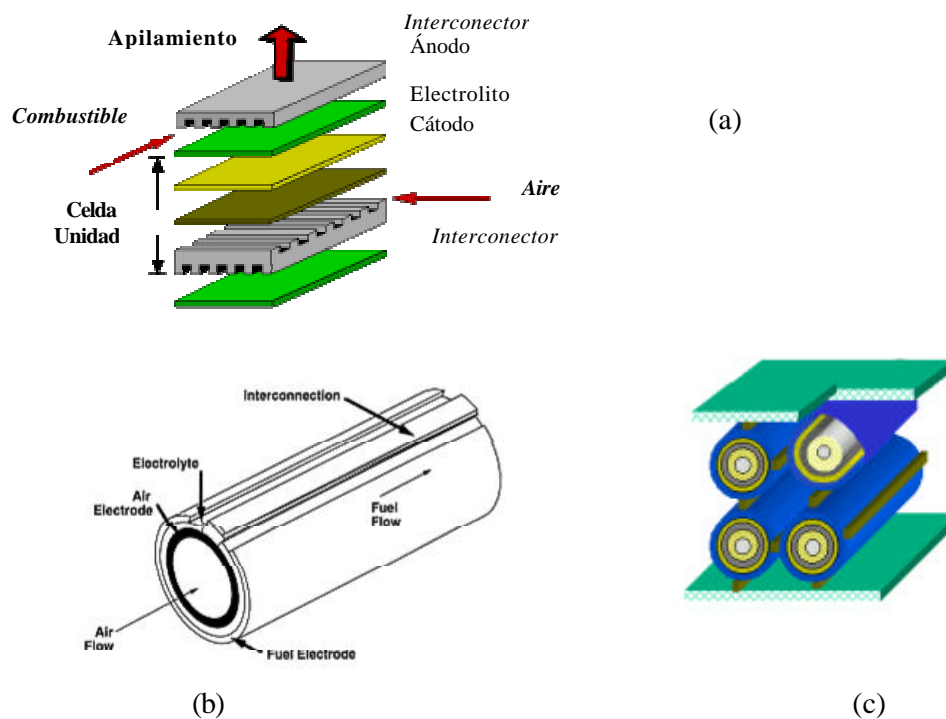 Interconector
Apilamiento
Ánodo
Electrolito
Combustible
Cátodo
(a)
Celda
Unidad
Aire
Interconector
Interconnection
Electrolyte
Air
Electrode
Fuel
Flow
Air
Flow
Fuel Electrode
(b)
(c)